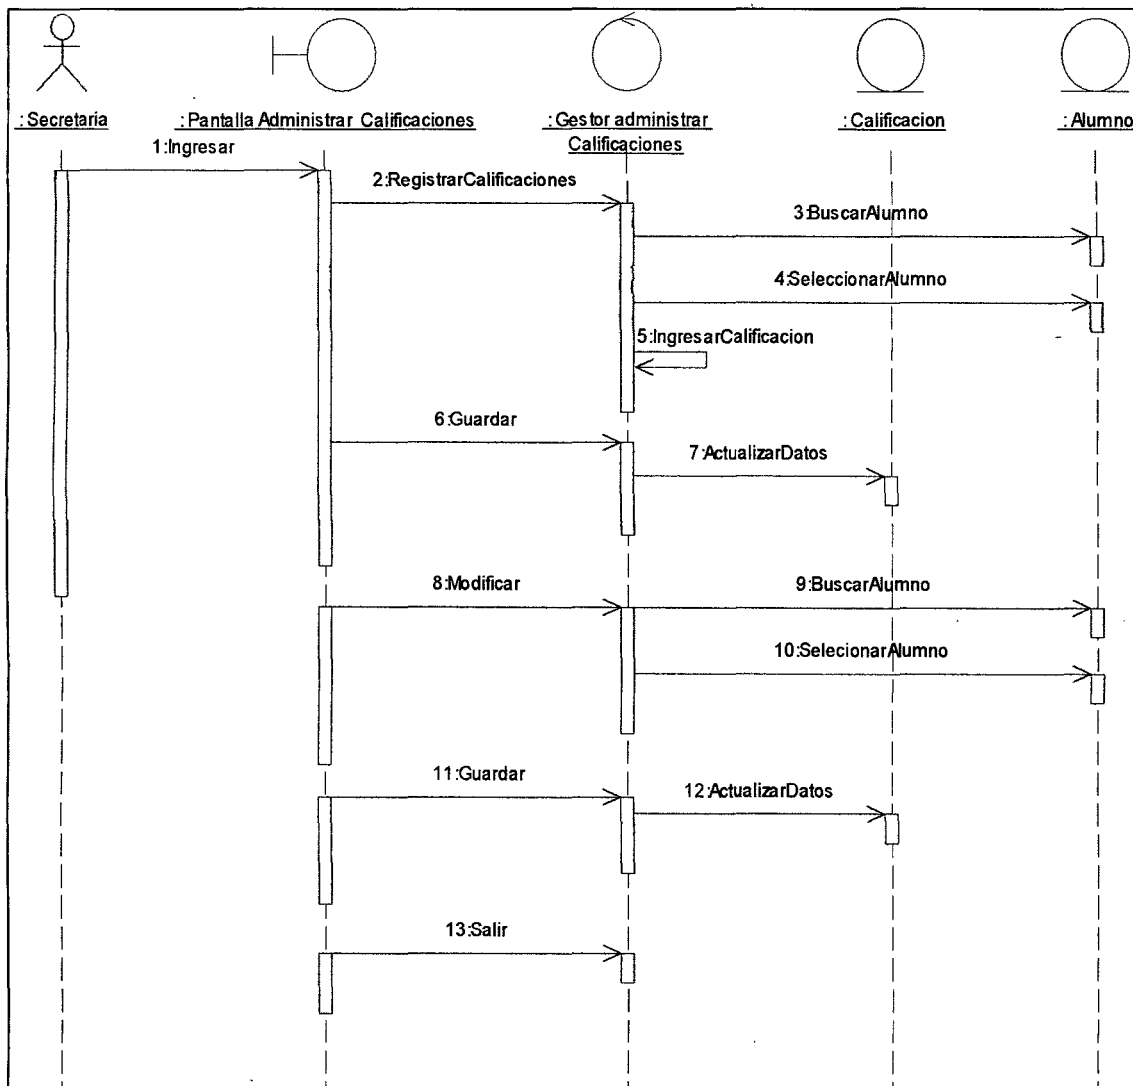 :Secretaria
:Pantalla Administrar Calificaciones
:Gestor administrar
Calificaciones
:Calificacion
:Alumno
1:Ingresar
2:RegistrarCalificaciones
3:BuscarAlumno
4:SeleccionarAlumno
5:IngresarCalificacion
6:Guardar
7:ActualizarDatos
8:Modificar
9:BuscarAlumno
10:SelecionarAlumno
11:Guardar
12:ActualizarDatos
13:Salir